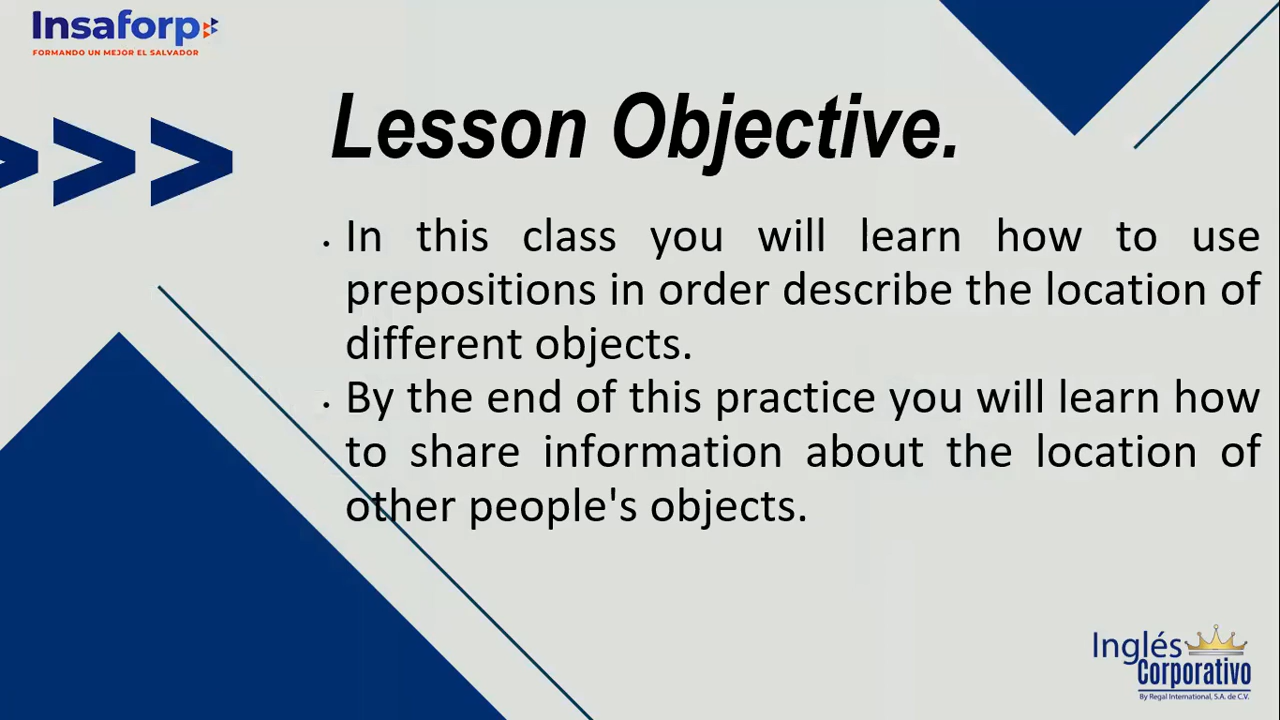 Insaforp
FORMANDO UN MEJOR EL SALVADOR
Lesson Objective.
• In this class you will learn how to use
prepositions in order describe the location of
different objects.
• By the end of this practice you will learn how
to share information about the location of
other people's objects.
Inglés
Corporativo
By Regal International, S.A. de C.V.